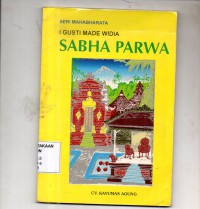 SERI MAHABHARATA
I GUSTI MADE WIDIA
SABHA PARWA
CV. KAYUMAS AGUNG